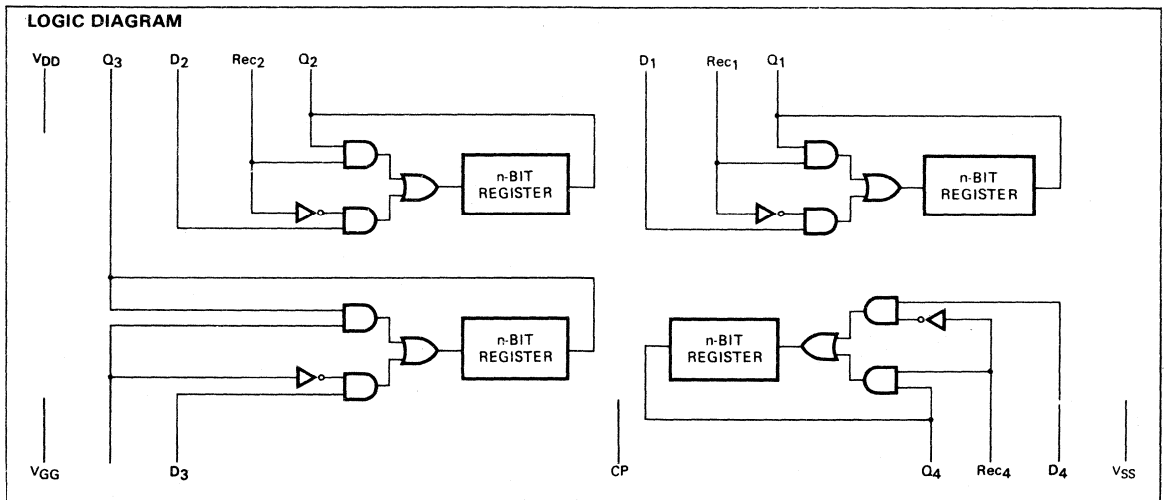 LOGIC DIAGRAM
VDD Q3 D2 Rec2 Q2 D1 Rec1 Q1
n-BIT
REGISTER
n-BIT
REGISTER
n-BIT
REGISTER
n-BIT
REGISTER
VGG D3 CP Q4 Rec4 D4 VSS